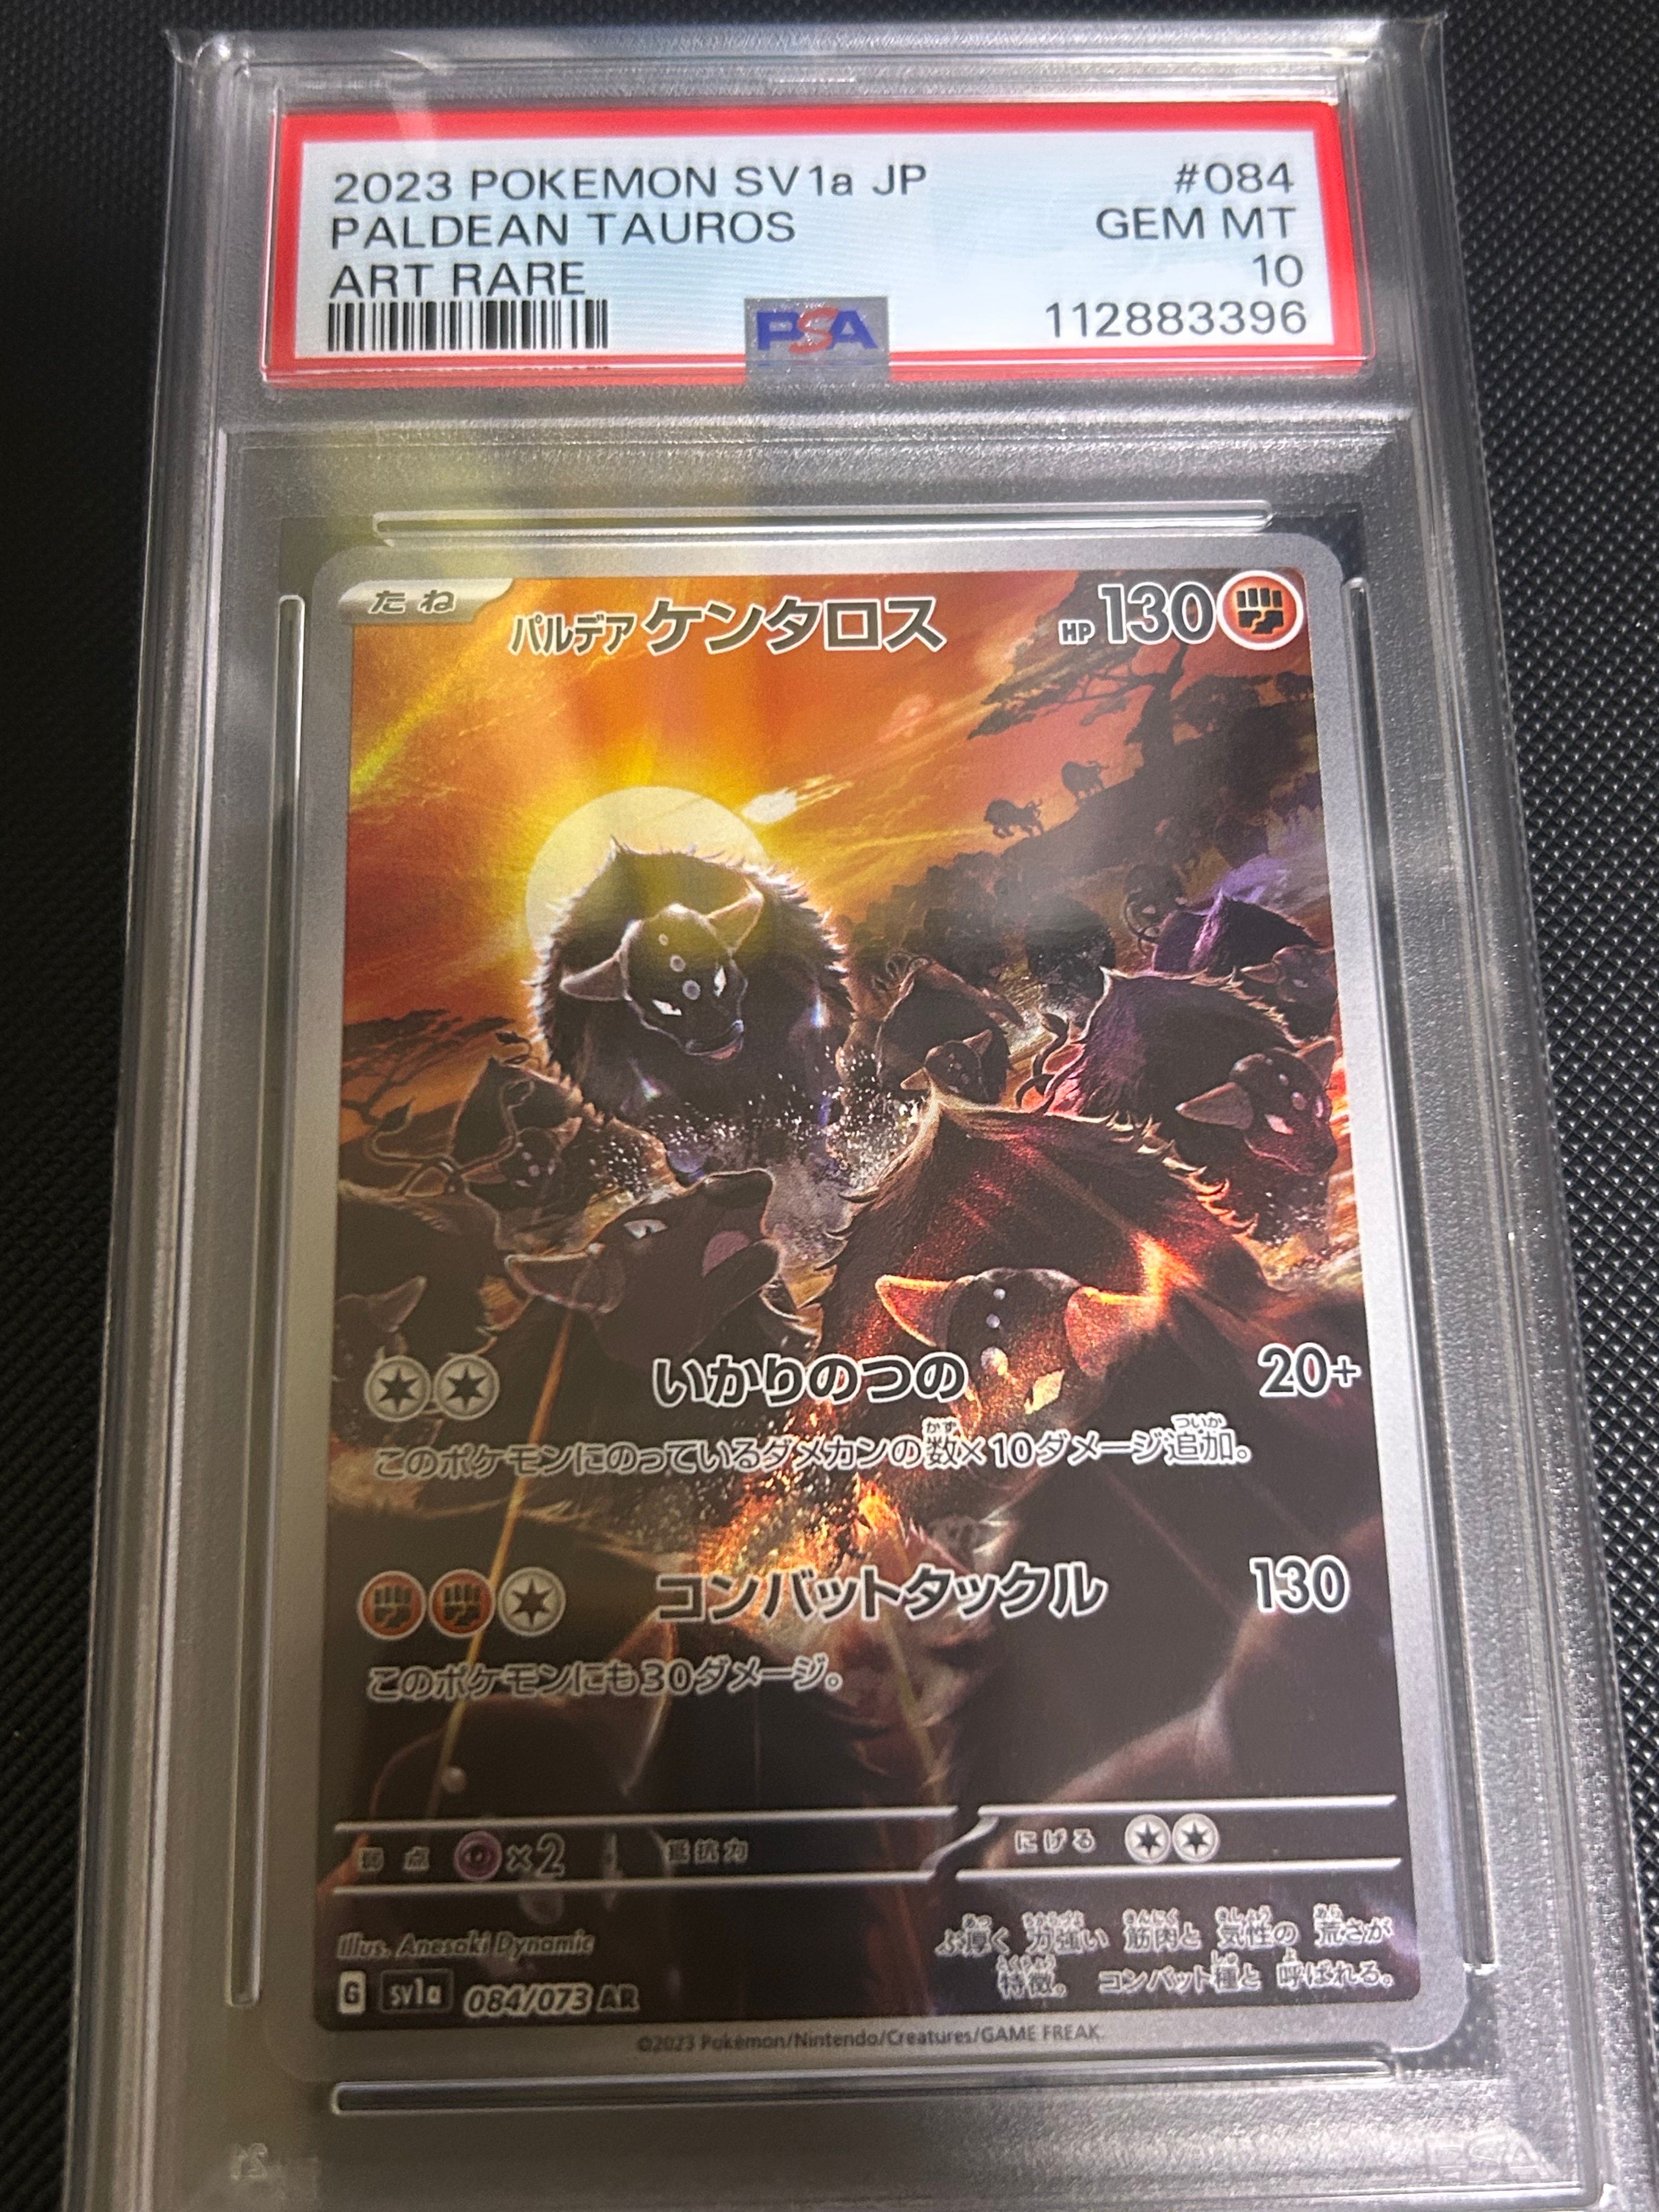 2023 POKEMON SV1a JP #084
PALDEAN TAUROS GEM MT
ART RARE 10
PSA 112883396
たね パルデア ケンタロス HP 130
いかりのつの 20+
このポケモンにのっているダメカンの数×10ダメージ追加。
コンバットタックル 130
このポケモンにも30ダメージ。
弱点 ×2 抵抗力 にげる
Illus. Anesaki Dynamic
ぶ厚く 力強い 筋肉と 気性の 荒さが
特徴。 コンバット種と 呼ばれる。
G sv1a 084/073 AR
©2023 Pokémon/Nintendo/Creatures/GAME FREAK.
PSA